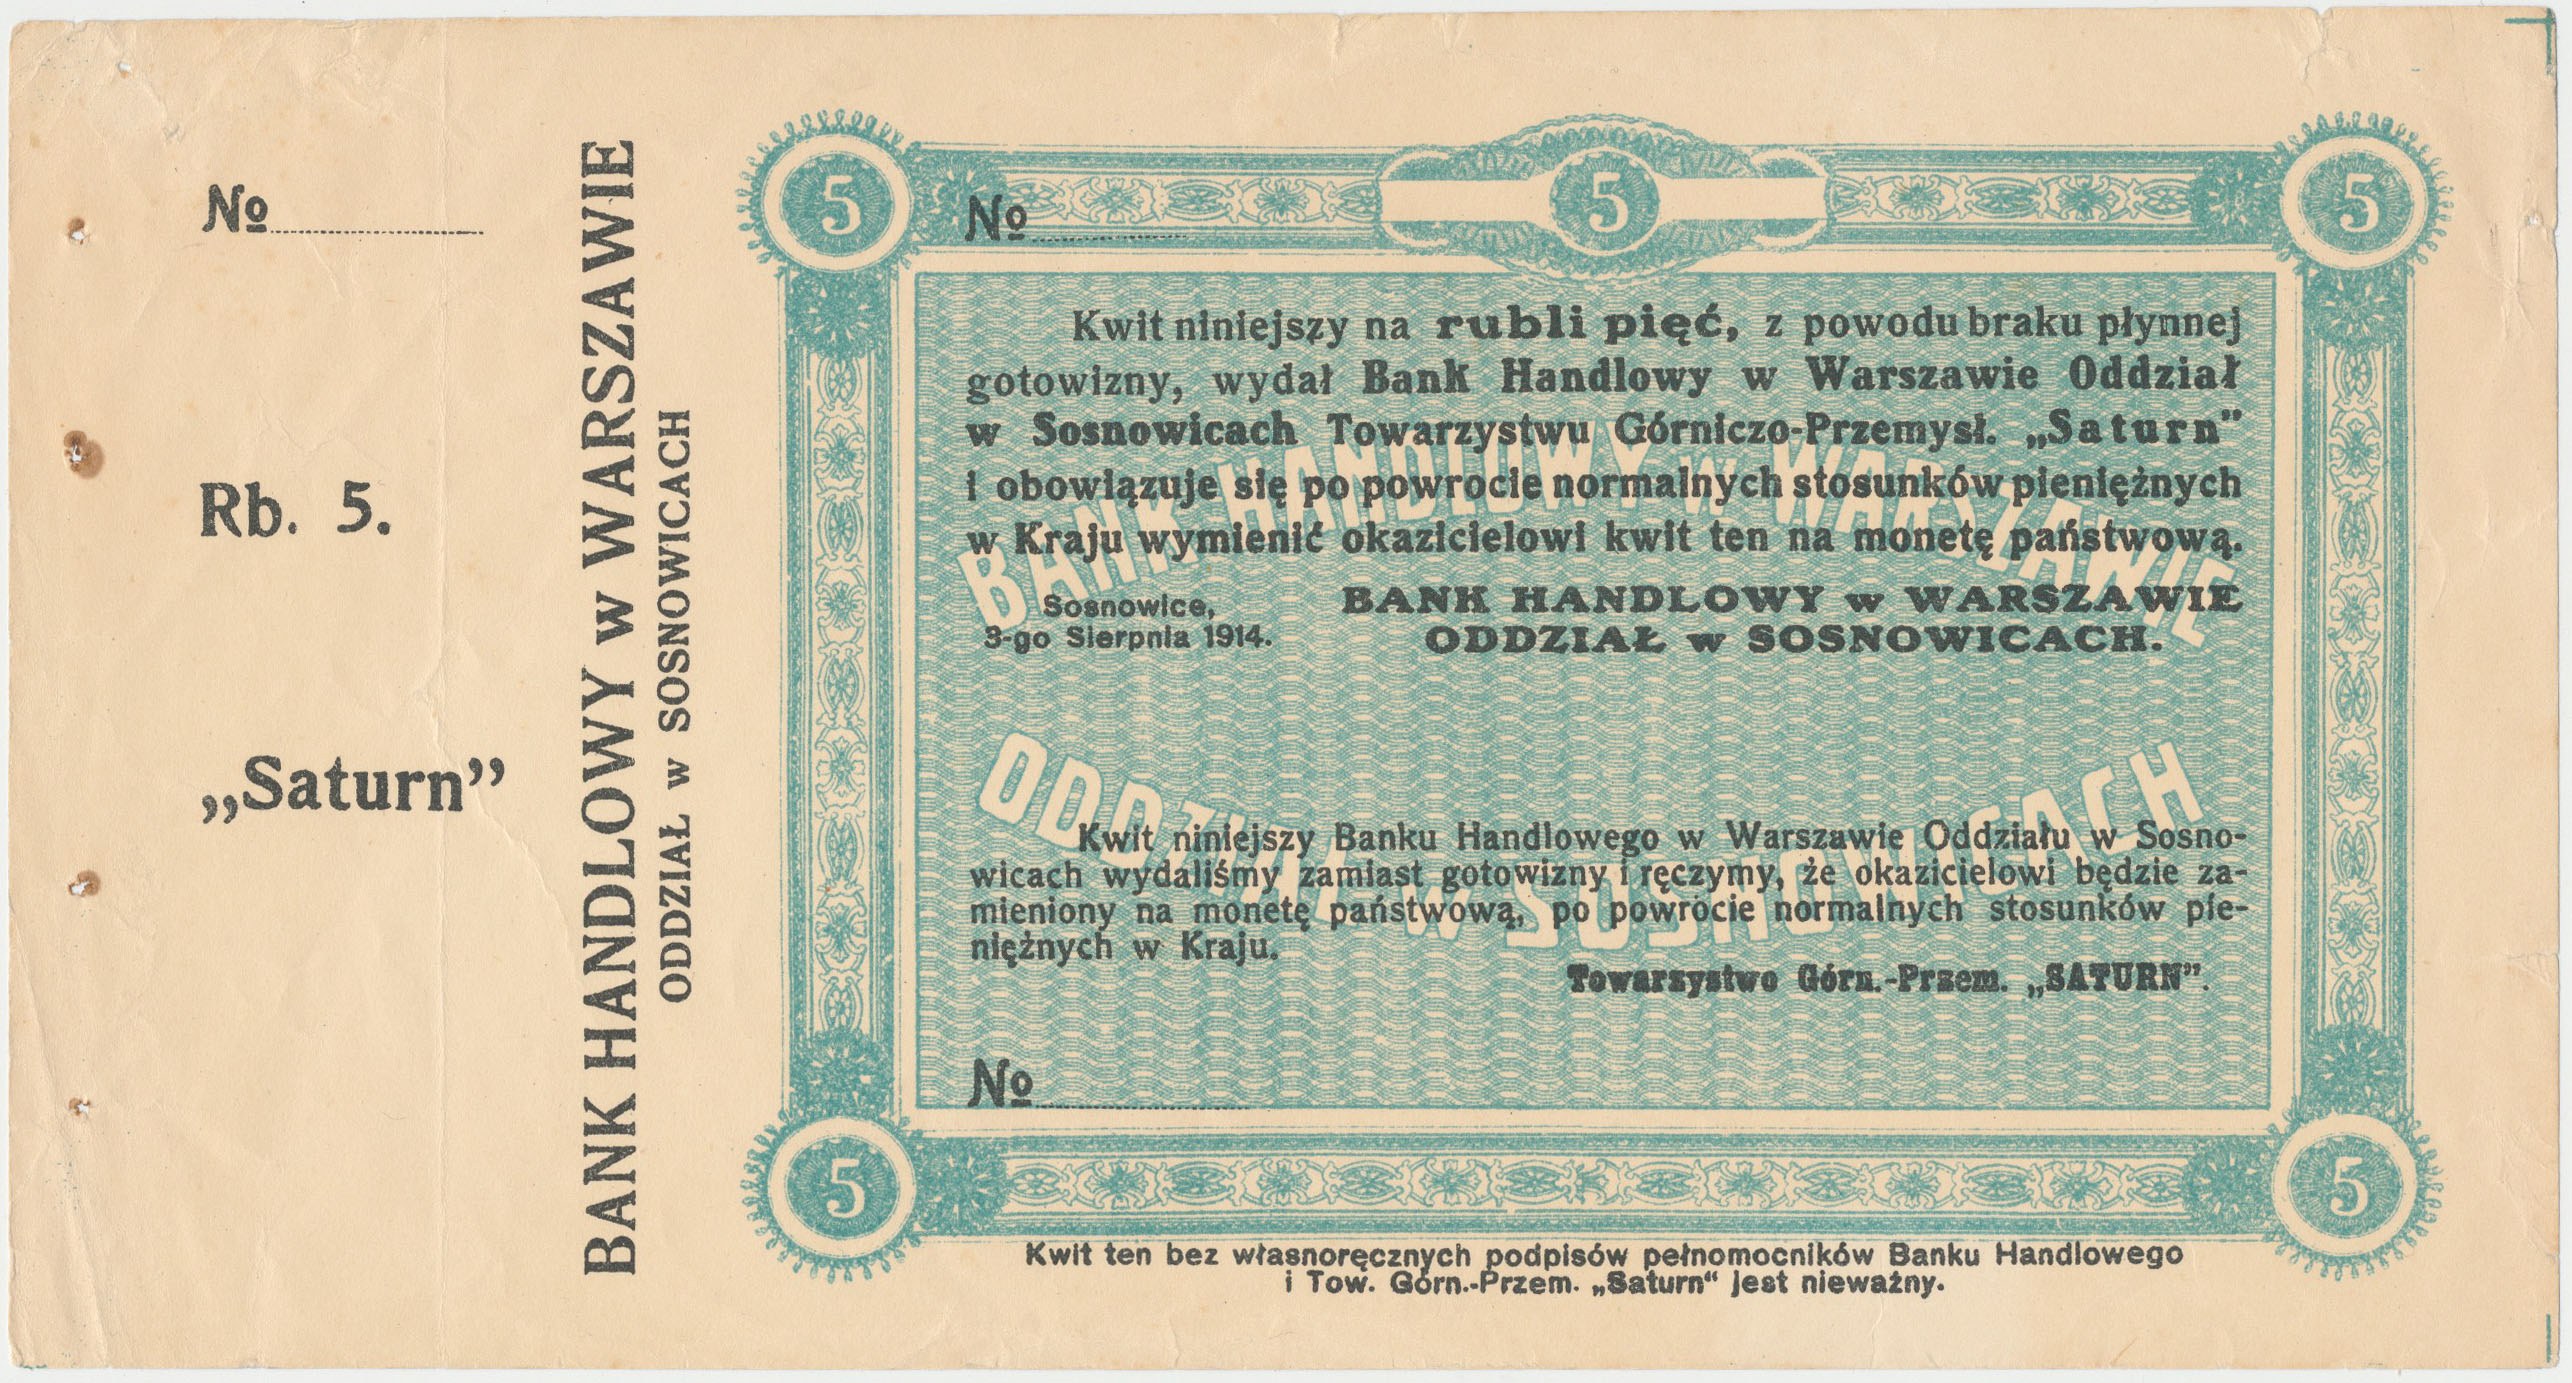 №
Rb. 5.
„Saturn”
BANK HANDLOWY w WARSZAWIE
ODDZIAŁ w SOSNOWICACH
5
5
5
№
Kwit niniejszy na rubli pięć, z powodu braku płynnej
gotowizny, wydał Bank Handlowy w Warszawie Oddział
w Sosnowicach Towarzystwu Górniczo-Przemysł. „Saturn”
i obowiązuje się po powrocie normalnych stosunków pieniężnych
w Kraju wymienić okazicielowi kwit ten na monetę państwową.
BANK HANDLOWY w WARSZAWIE
Sosnowice,
3-go Sierpnia 1914.
BANK HANDLOWY w WARSZAWIE
ODDZIAŁ w SOSNOWICACH.
ODDZIAŁ w SOSNOWICACH
Kwit niniejszy Banku Handlowego w Warszawie Oddziału w Sosno-
wicach wydaliśmy zamiast gotowizny i ręczymy, że okazicielowi będzie za-
mieniony na monetę państwową, po powrocie normalnych stosunków pie-
niężnych w Kraju.
Towarzystwo Górn.-Przem. „SATURN”.
№
5
5
Kwit ten bez własnoręcznych podpisów pełnomocników Banku Handlowego
i Tow. Górn.-Przem. „Saturn“ jest nieważny.